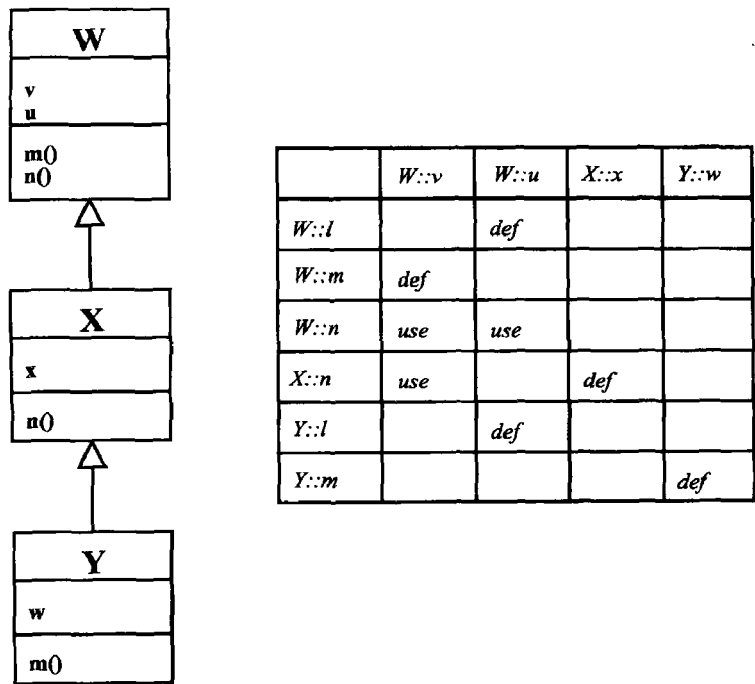 W
v
u
m()
n()
X
x
n()
Y
w
m()
W::v W::u X::x Y::w
W::l def
W::m def
W::n use use
X::n use def
Y::l def
Y::m def